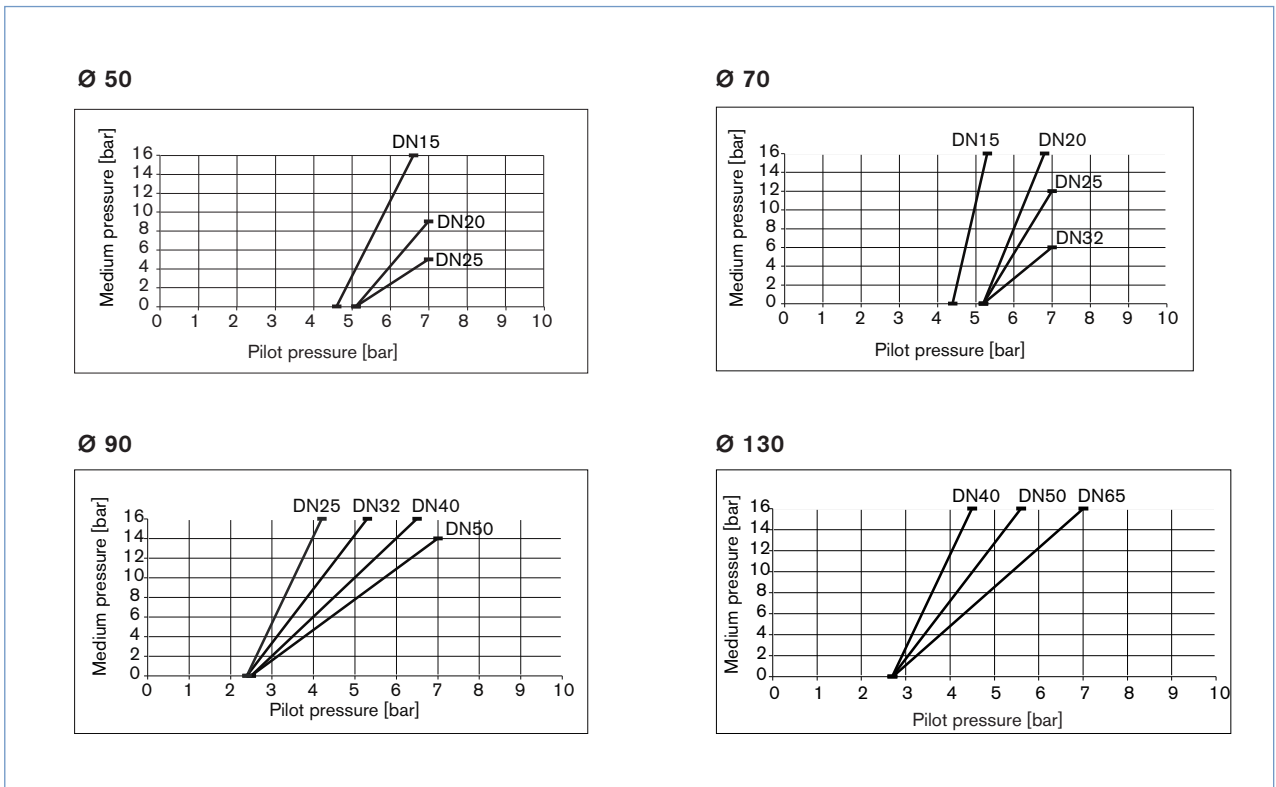 Ø 50
Medium pressure [bar]
16
14
12
10
8
6
4
2
0
DN15
DN20
DN25
0 1 2 3 4 5 6 7 8 9 10
Pilot pressure [bar]
Ø 70
Medium pressure [bar]
16
14
12
10
8
6
4
2
0
DN15 DN20
DN25
DN32
0 1 2 3 4 5 6 7 8 9 10
Pilot pressure [bar]
Ø 90
Medium pressure [bar]
16
14
12
10
8
6
4
2
0
DN25 DN32 DN40
DN50
0 1 2 3 4 5 6 7 8 9 10
Pilot pressure [bar]
Ø 130
Medium pressure [bar]
16
14
12
10
8
6
4
2
0
DN40 DN50 DN65
0 1 2 3 4 5 6 7 8 9 10
Pilot pressure [bar]